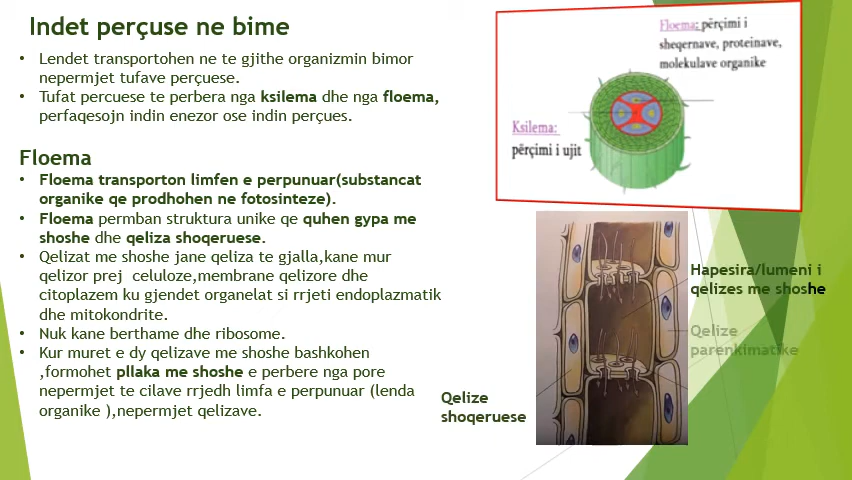 Indet perçuse ne bime
• Lendet transportohen ne te gjithe organizmin bimor
nepermjet tufave perçuese.
• Tufat percuese te perbera nga ksilema dhe nga floema,
perfaqesojn indin enezor ose indin perçues.
Floema
• Floema transporton limfen e perpunuar(substancat
organike qe prodhohen ne fotosinteze).
• Floema permban struktura unike qe quhen gypa me
shoshe dhe qeliza shoqeruese.
• Qelizat me shoshe jane qeliza te gjalla,kane mur
qelizor prej celuloze,membrane qelizore dhe
citoplazem ku gjendet organelat si rrjeti endoplazmatik
dhe mitokondrite.
• Nuk kane berthame dhe ribosome.
• Kur muret e dy qelizave me shoshe bashkohen
,formohet pllaka me shoshe e perbere nga pore
nepermjet te cilave rrjedh limfa e perpunuar (lenda
organike ),nepermjet qelizave.
Floema: përçimi i
sheqernave, proteinave,
molekulave organike
Ksilema:
përçimi i ujit
Hapesira/lumeni i
qelizes me shoshe
Qelize
parenkimatike
Qelize
shoqeruese